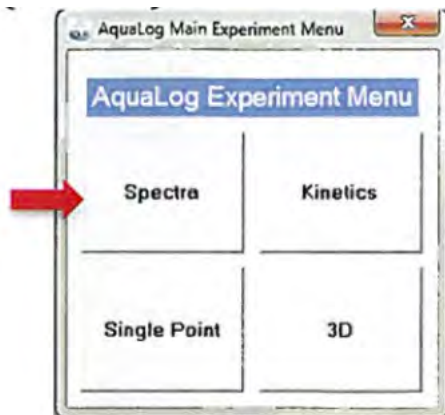 AquaLog Main Experiment Menu
AquaLog Experiment Menu
Spectra Kinetics
Single Point 3D